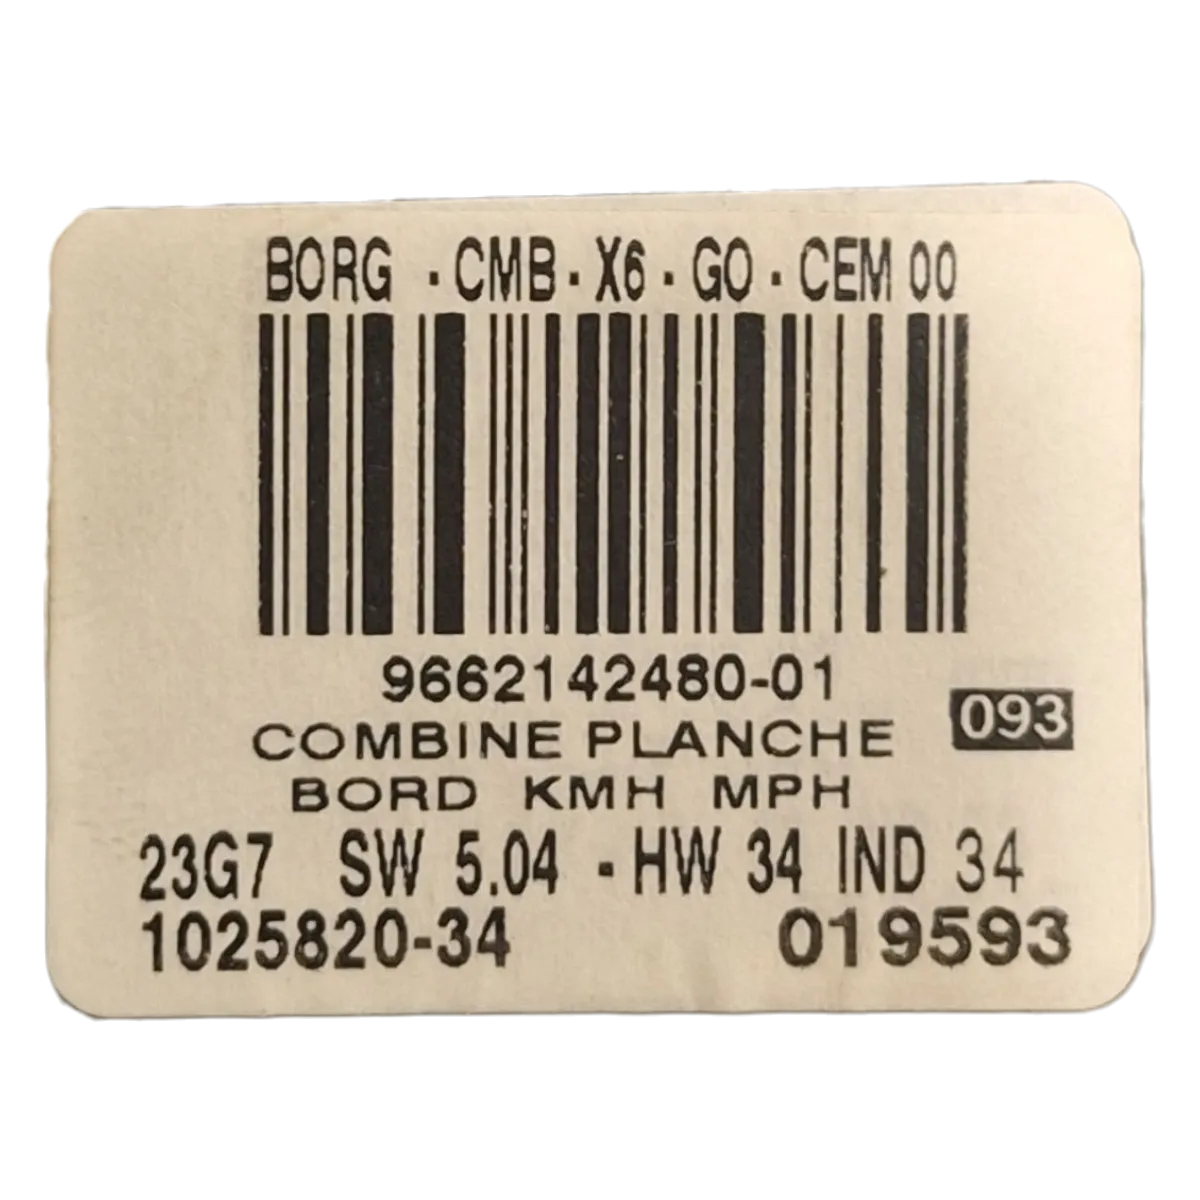 BORG · CMB · X6 · GO · CEM 00
9662142480-01
093
COMBINE PLANCHE
BORD KMH MPH
23G7 SW 5.04 - HW 34 IND 34
1025820-34 019593